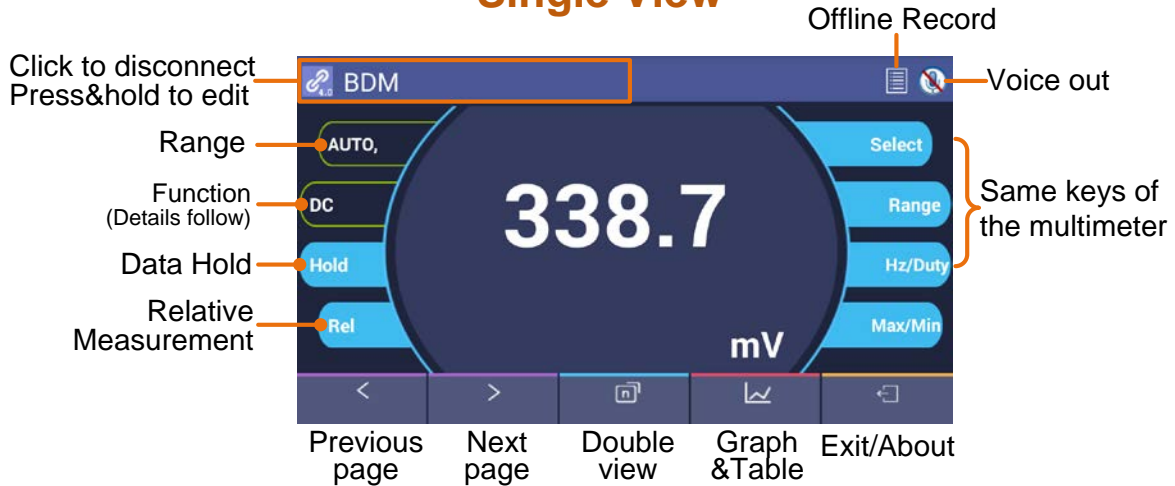 Single View
Offline Record
Click to disconnect
Press&hold to edit
4.0
BDM
Voice out
Range
AUTO,
Select
Function
(Details follow)
DC
338.7
Range
Same keys of
the multimeter
Data Hold
Hold
Hz/Duty
Relative
Measurement
Rel
mV
Max/Min
<
>
n
Previous
page
Next
page
Double
view
Graph
&Table
Exit/About